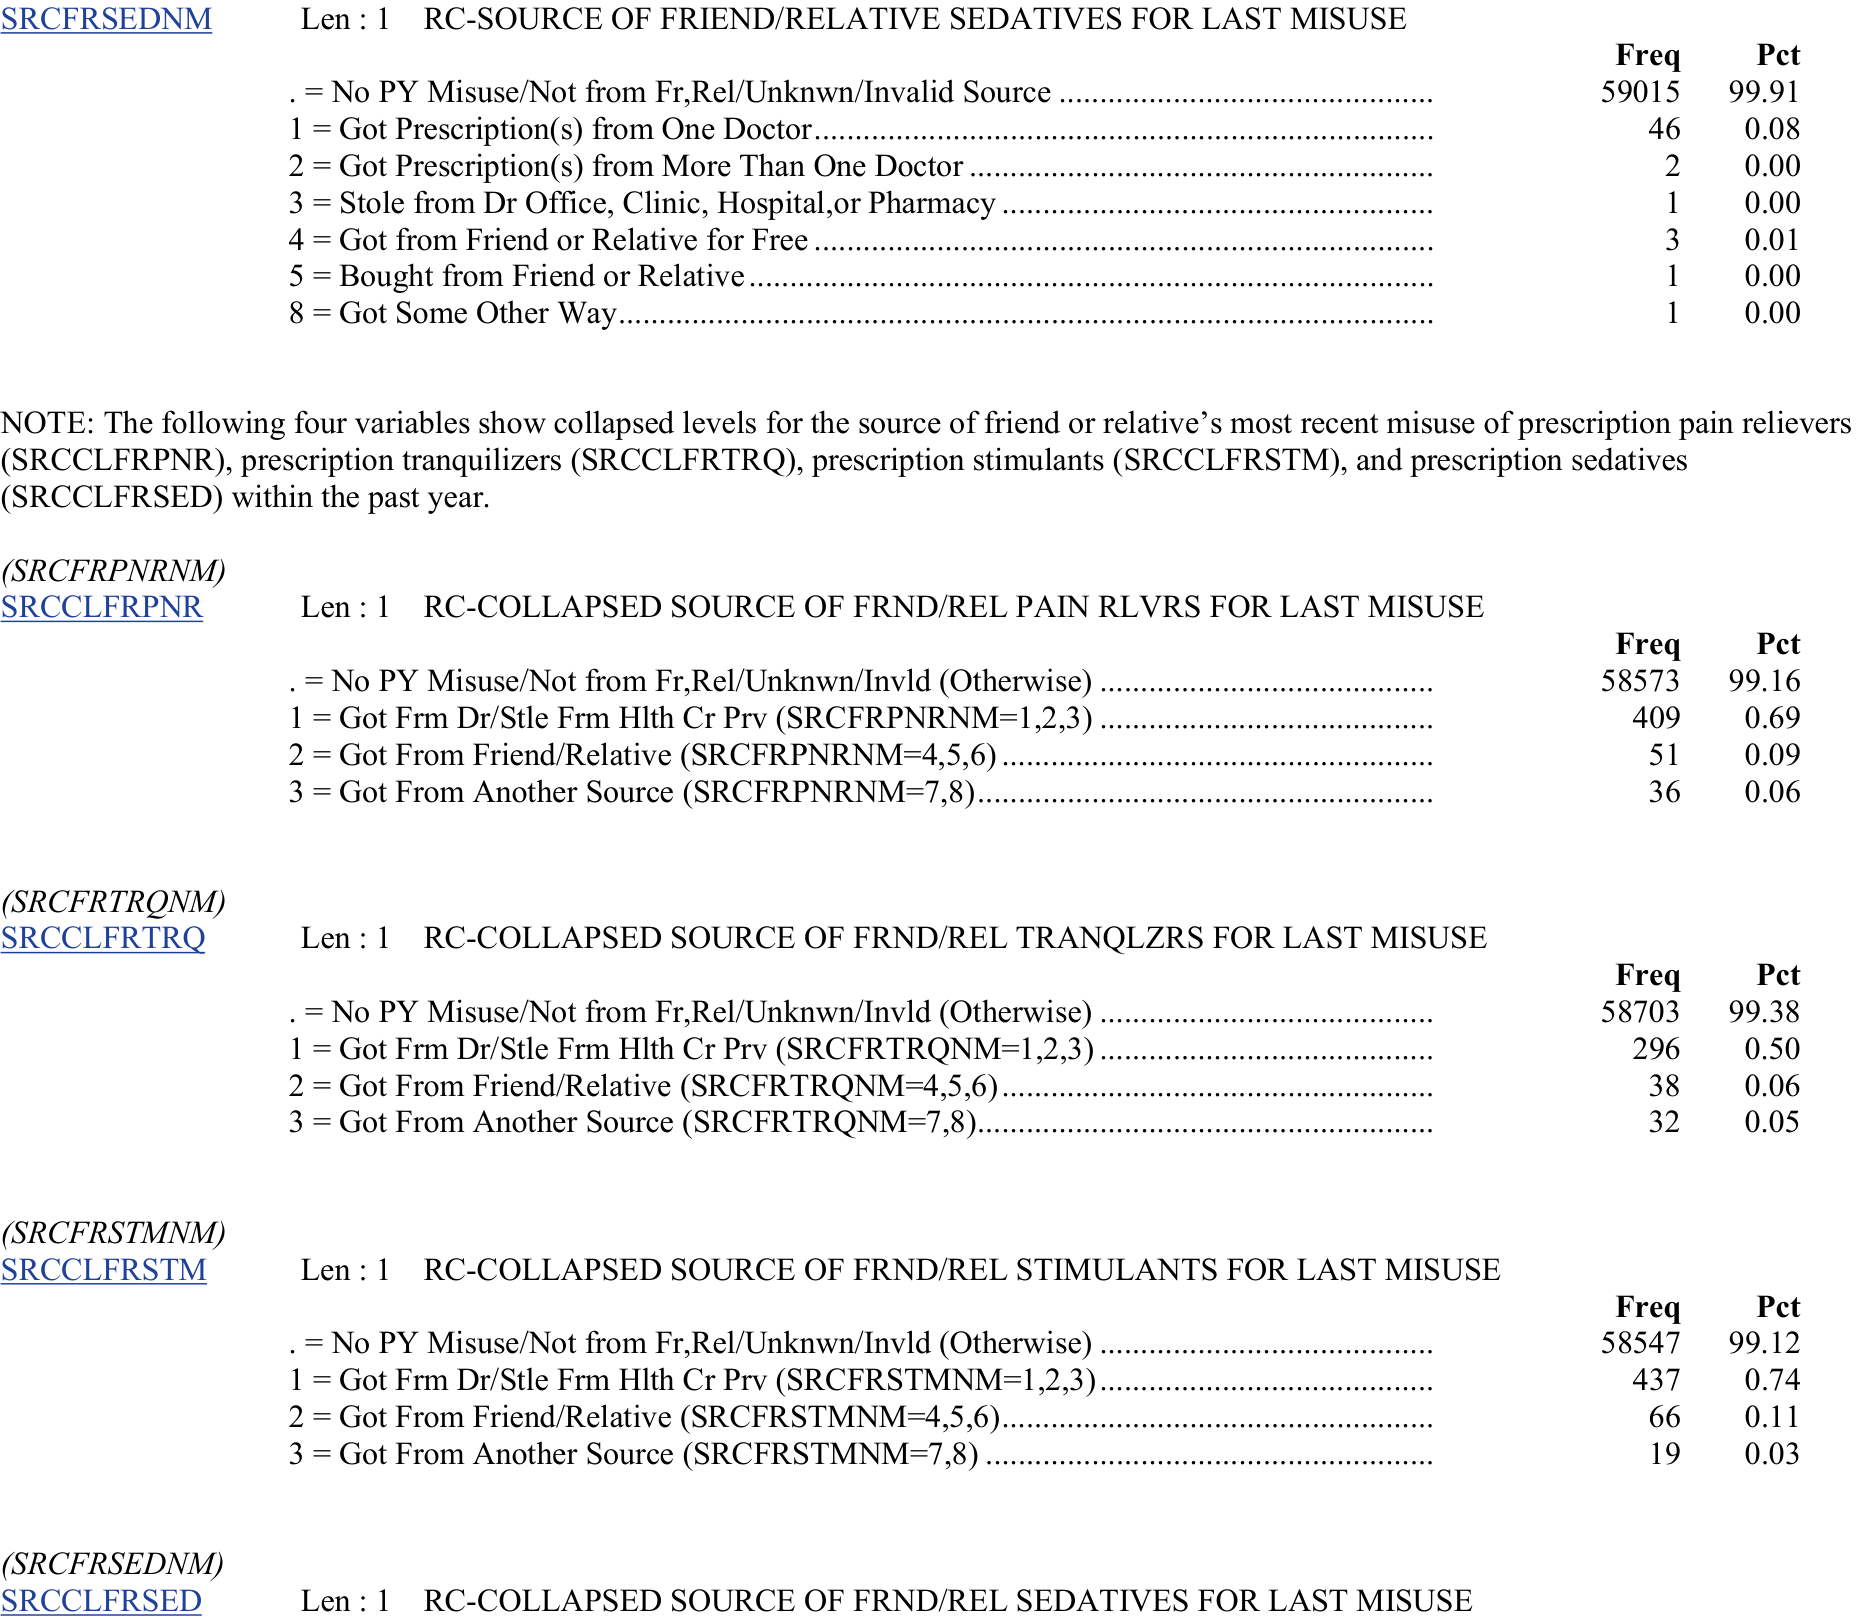 SRCFRSEDNM Len : 1 RC-SOURCE OF FRIEND/RELATIVE SEDATIVES FOR LAST MISUSE
Freq Pct
. = No PY Misuse/Not from Fr,Rel/Unknwn/Invalid Source .............................................. 59015 99.91
1 = Got Prescription(s) from One Doctor............................................................................ 46 0.08
2 = Got Prescription(s) from More Than One Doctor ......................................................... 2 0.00
3 = Stole from Dr Office, Clinic, Hospital,or Pharmacy ..................................................... 1 0.00
4 = Got from Friend or Relative for Free ............................................................................ 3 0.01
5 = Bought from Friend or Relative.................................................................................... 1 0.00
8 = Got Some Other Way.................................................................................................... 1 0.00
NOTE: The following four variables show collapsed levels for the source of friend or relative’s most recent misuse of prescription pain relievers
(SRCCLFRPNR), prescription tranquilizers (SRCCLFRTRQ), prescription stimulants (SRCCLFRSTM), and prescription sedatives
(SRCCLFRSED) within the past year.
(SRCFRPNRNM)
SRCCLFRPNR Len : 1 RC-COLLAPSED SOURCE OF FRND/REL PAIN RLVRS FOR LAST MISUSE
Freq Pct
. = No PY Misuse/Not from Fr,Rel/Unknwn/Invld (Otherwise) ......................................... 58573 99.16
1 = Got Frm Dr/Stle Frm Hlth Cr Prv (SRCFRPNRNM=1,2,3) ......................................... 409 0.69
2 = Got From Friend/Relative (SRCFRPNRNM=4,5,6) ..................................................... 51 0.09
3 = Got From Another Source (SRCFRPNRNM=7,8)........................................................ 36 0.06
(SRCFRTRQNM)
SRCCLFRTRQ Len : 1 RC-COLLAPSED SOURCE OF FRND/REL TRANQLZRS FOR LAST MISUSE
Freq Pct
. = No PY Misuse/Not from Fr,Rel/Unknwn/Invld (Otherwise) ......................................... 58703 99.38
1 = Got Frm Dr/Stle Frm Hlth Cr Prv (SRCFRTRQNM=1,2,3) ......................................... 296 0.50
2 = Got From Friend/Relative (SRCFRTRQNM=4,5,6) ..................................................... 38 0.06
3 = Got From Another Source (SRCFRTRQNM=7,8)........................................................ 32 0.05
(SRCFRSTMNM)
SRCCLFRSTM Len : 1 RC-COLLAPSED SOURCE OF FRND/REL STIMULANTS FOR LAST MISUSE
Freq Pct
. = No PY Misuse/Not from Fr,Rel/Unknwn/Invld (Otherwise) ......................................... 58547 99.12
1 = Got Frm Dr/Stle Frm Hlth Cr Prv (SRCFRSTMNM=1,2,3)......................................... 437 0.74
2 = Got From Friend/Relative (SRCFRSTMNM=4,5,6)..................................................... 66 0.11
3 = Got From Another Source (SRCFRSTMNM=7,8) ....................................................... 19 0.03
(SRCFRSEDNM)
SRCCLFRSED Len : 1 RC-COLLAPSED SOURCE OF FRND/REL SEDATIVES FOR LAST MISUSE